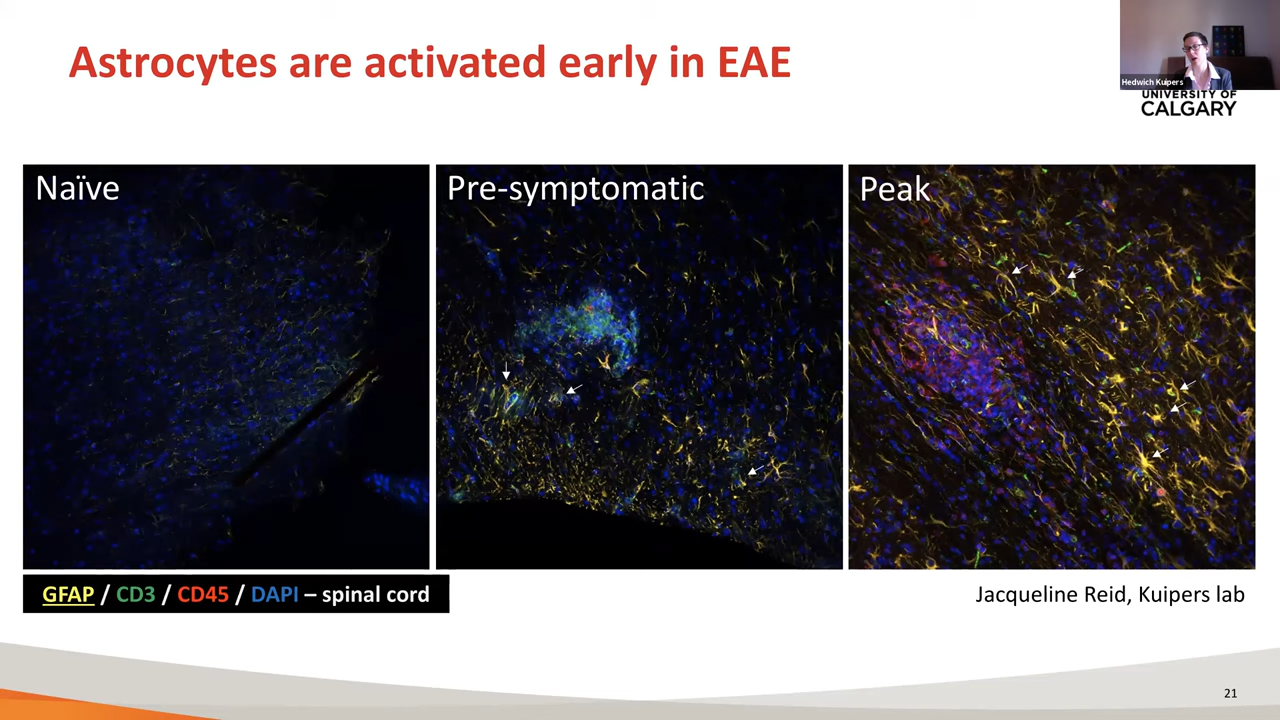 Astrocytes are activated early in EAE
Hedwich Kuipers
UNIVERSITY OF
CALGARY
Naïve
Pre-symptomatic
Peak
GFAP / CD3 / CD45 / DAPI – spinal cord
Jacqueline Reid, Kuipers lab
21